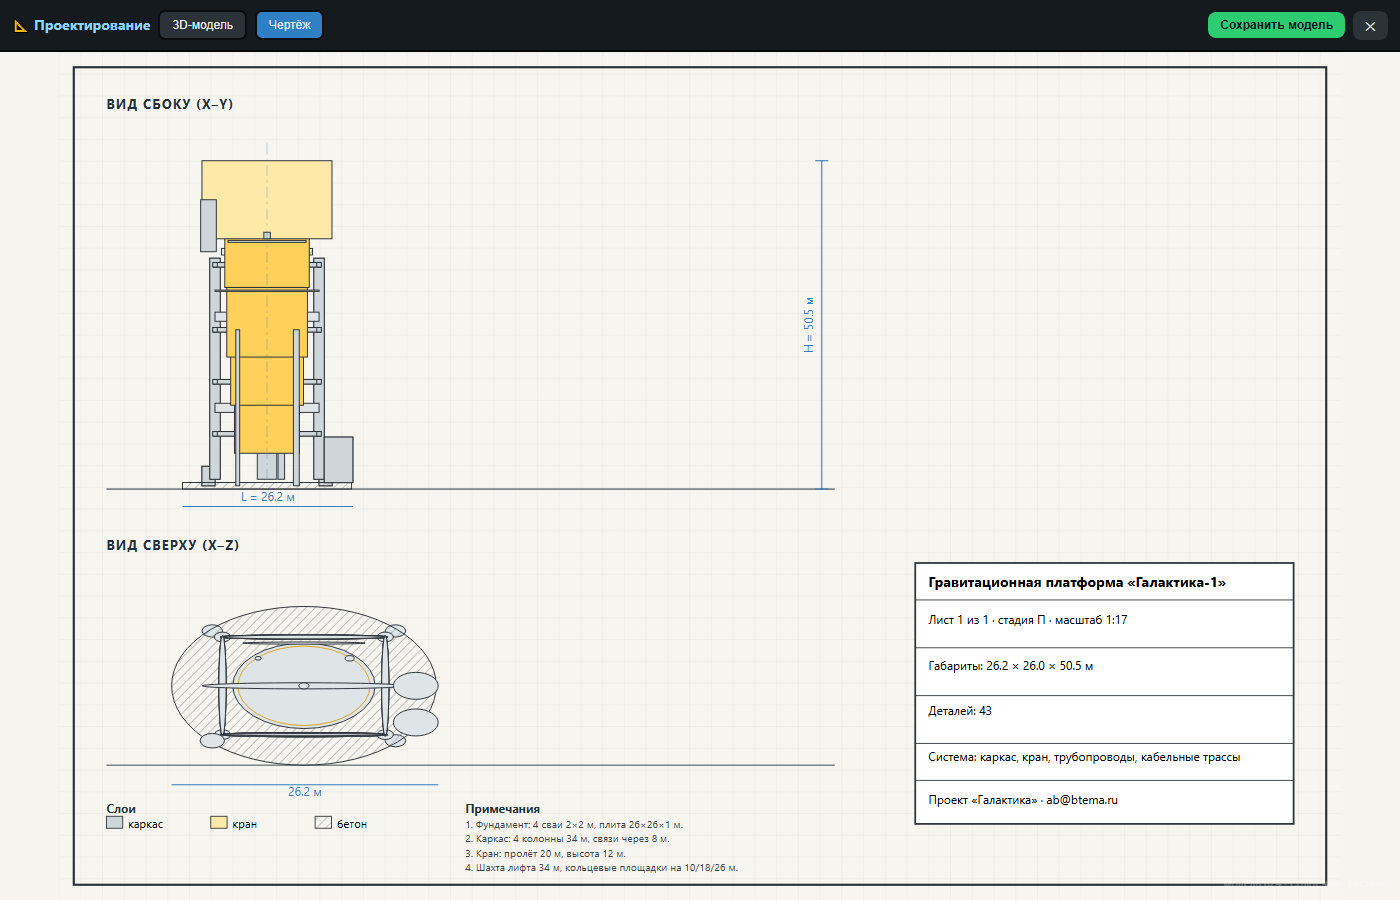 Проектирование
3D-модель
Чертёж
Сохранить модель
ВИД СБОКУ (X–Y)
H = 50.5 м
L = 26.2 м
ВИД СВЕРХУ (X–Z)
26.2 м
Слои
каркас
кран
бетон
Примечания
1. Фундамент: 4 сваи 2×2 м, плита 26×26×1 м.
2. Каркас: 4 колонны 34 м, связи через 8 м.
3. Кран: пролёт 20 м, высота 12 м.
4. Шахта лифта 34 м, кольцевые площадки на 10/18/26 м.
Гравитационная платформа «Галактика-1»
Лист 1 из 1 · стадия П · масштаб 1:17
Габариты: 26.2 × 26.0 × 50.5 м
Деталей: 43
Система: каркас, кран, трубопроводы, кабельные трассы
Проект «Галактика» · ab@btema.ru